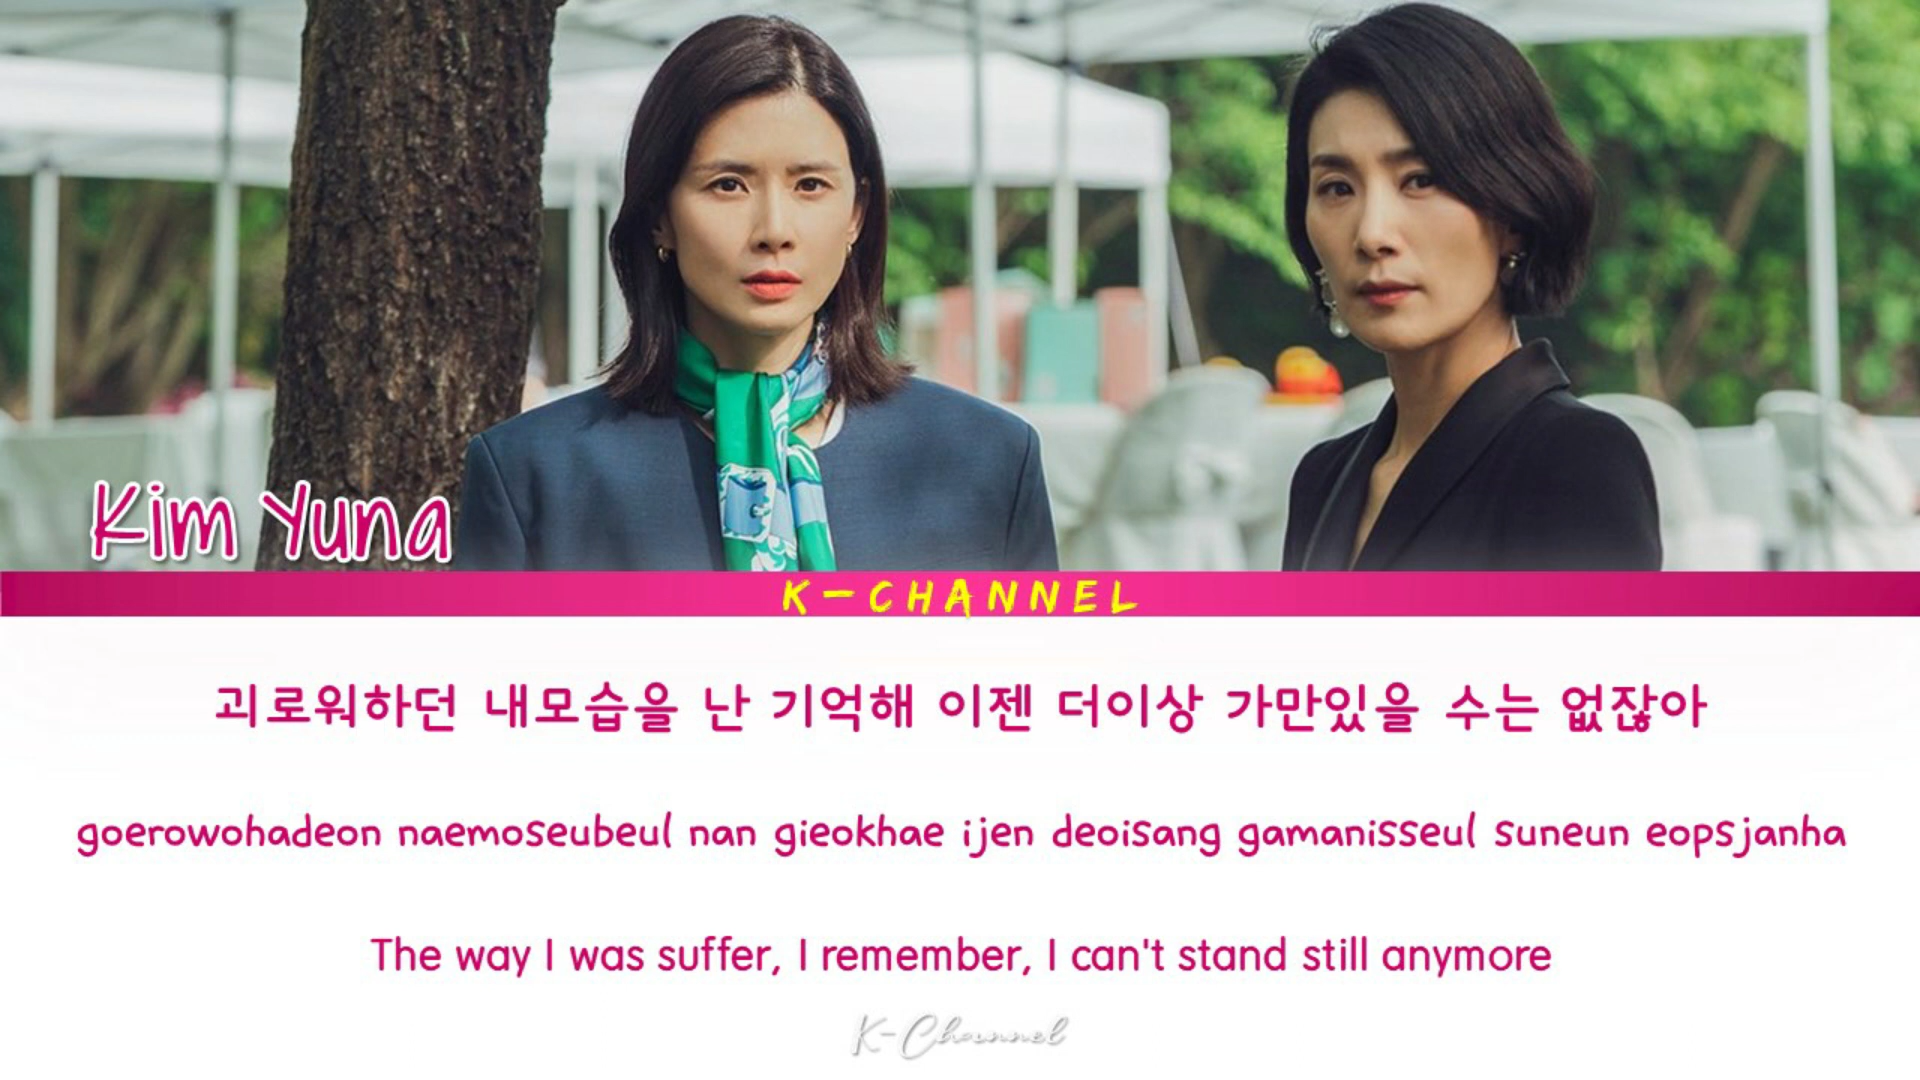 Kim Yuna
K-CHANNEL
괴로워하던 내모습을 난 기억해 이젠 더이상 가만있을 수는 없잖아
goerowohadeon naemoseubeul nan gieokhae ijen deoisang gamanisseul suneun eopsjanha
The way I was suffer, I remember, I can't stand still anymore
K-Channel